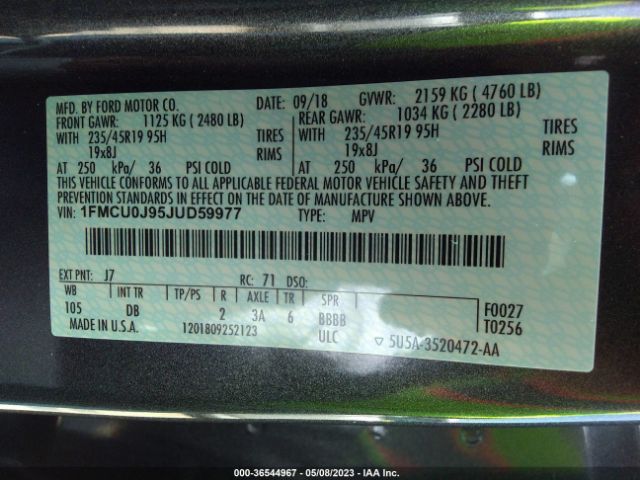 MFD. BY FORD MOTOR CO. DATE: 09/18 GVWR: 2159 KG ( 4760 LB)
FRONT GAWR: 1125 KG ( 2480 LB) REAR GAWR: 1034 KG ( 2280 LB)
WITH 235/45R19 95H TIRES WITH 235/45R19 95H TIRES
19x8J RIMS 19x8J RIMS
AT 250 kPa/ 36 PSI COLD AT 250 kPa/ 36 PSI COLD
THIS VEHICLE CONFORMS TO ALL APPLICABLE FEDERAL MOTOR VEHICLE SAFETY AND THEFT
PREVENTION STANDARDS IN EFFECT ON THE DATE OF MANUFACTURE SHOWN ABOVE.
VIN: 1FMCU0J95JUD59977 TYPE: MPV
EXT PNT: J7 RC: 71 DSO:
WB INT TR TP/PS R AXLE TR SPR F0027
105 DB 2 3A 6 BBBB T0256
MADE IN U.S.A. 1201809252123 ULC ▽ 5U5A-3520472-AA
000-36544967 - 05/08/2023 - IAA Inc.